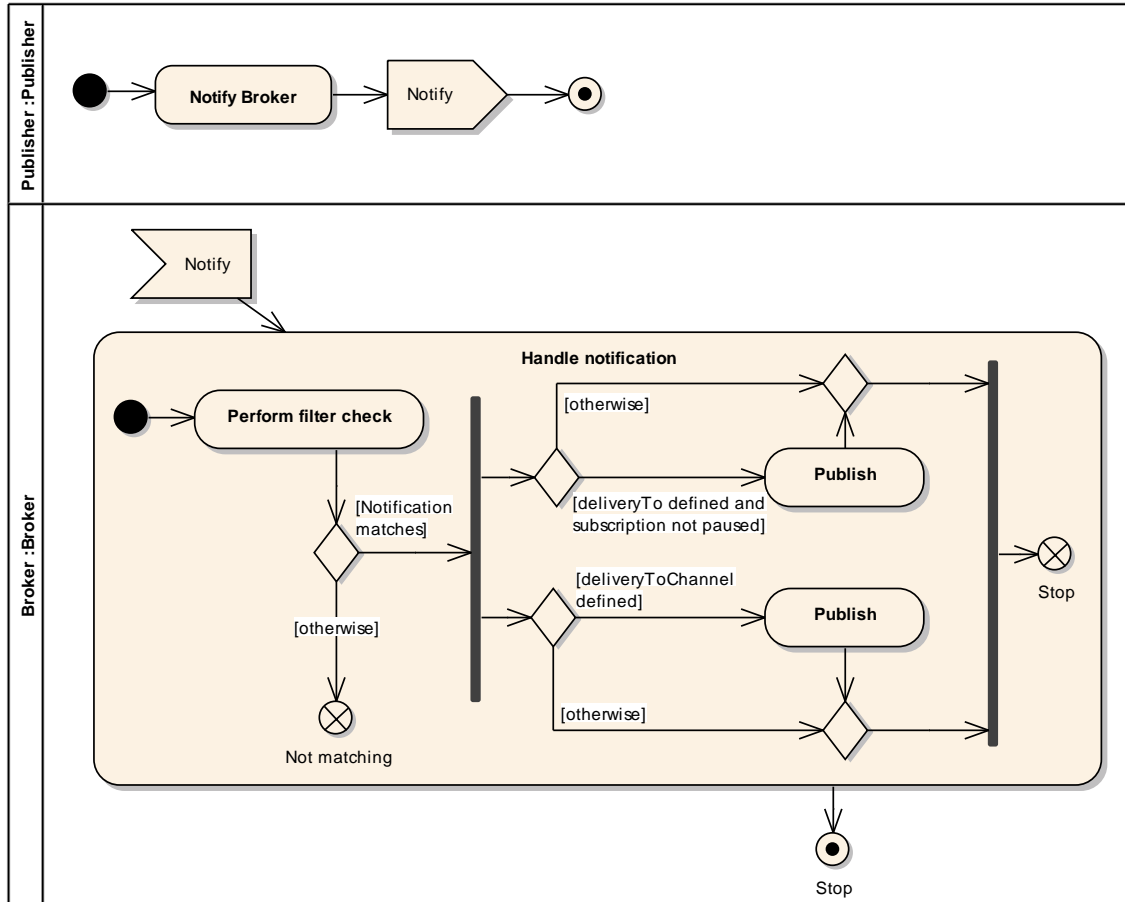 Publisher :Publisher
Notify Broker
Notify
Broker :Broker
Notify
Handle notification
Perform filter check
[otherwise]
Publish
[Notification
matches]
[deliveryTo defined and
subscription not paused]
[deliveryToChannel
defined]
Publish
Stop
[otherwise]
[otherwise]
Not matching
Stop